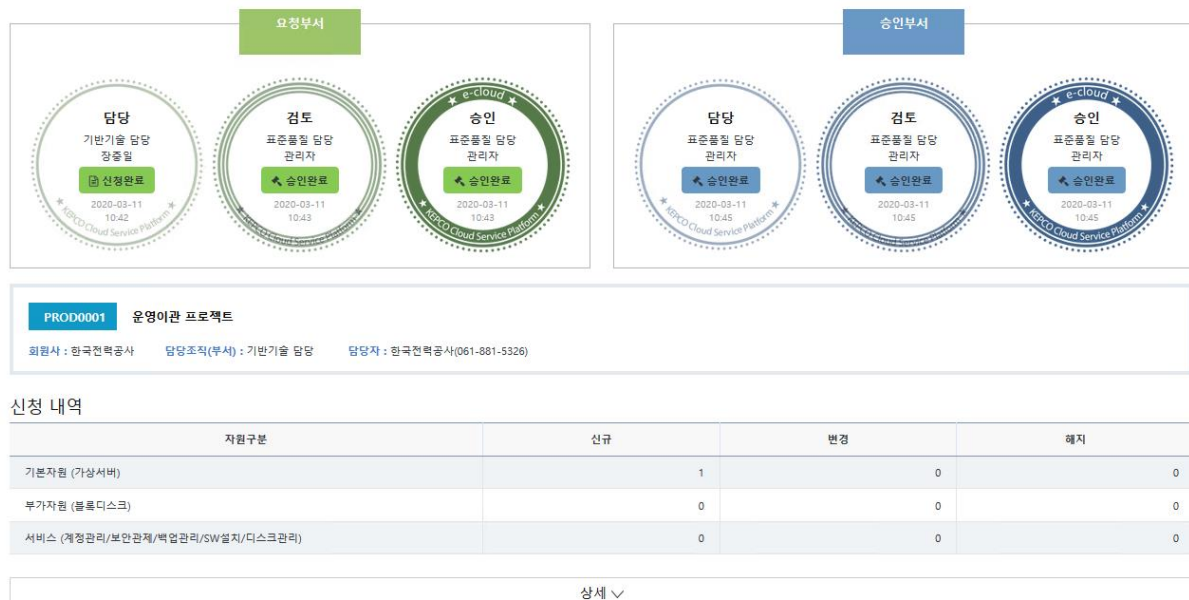 요청부서
담당
기반기술 담당
장중일
신청완료
2020-03-11
10:42
KEPCO Cloud Service Platform
검토
표준품질 담당
관리자
승인완료
2020-03-11
10:43
KEPCO Cloud Service Platform
e-cloud
승인
표준품질 담당
관리자
승인완료
2020-03-11
10:43
KEPCO Cloud Service Platform
승인부서
담당
표준품질 담당
관리자
승인완료
2020-03-11
10:45
KEPCO Cloud Service Platform
검토
표준품질 담당
관리자
승인완료
2020-03-11
10:45
KEPCO Cloud Service Platform
e-cloud
승인
표준품질 담당
관리자
승인완료
2020-03-11
10:45
KEPCO Cloud Service Platform
PROD0001 운영이관 프로젝트
회원사 : 한국전력공사 담당조직(부서) : 기반기술 담당 담당자 : 한국전력공사(061-881-5326)
신청 내역
자원구분 신규 변경 해지
기본자원 (가상서버) 1 0 0
부가자원 (블록디스크) 0 0 0
서비스 (계정관리/보안관제/백업관리/SW설치/디스크관리) 0 0 0
상세